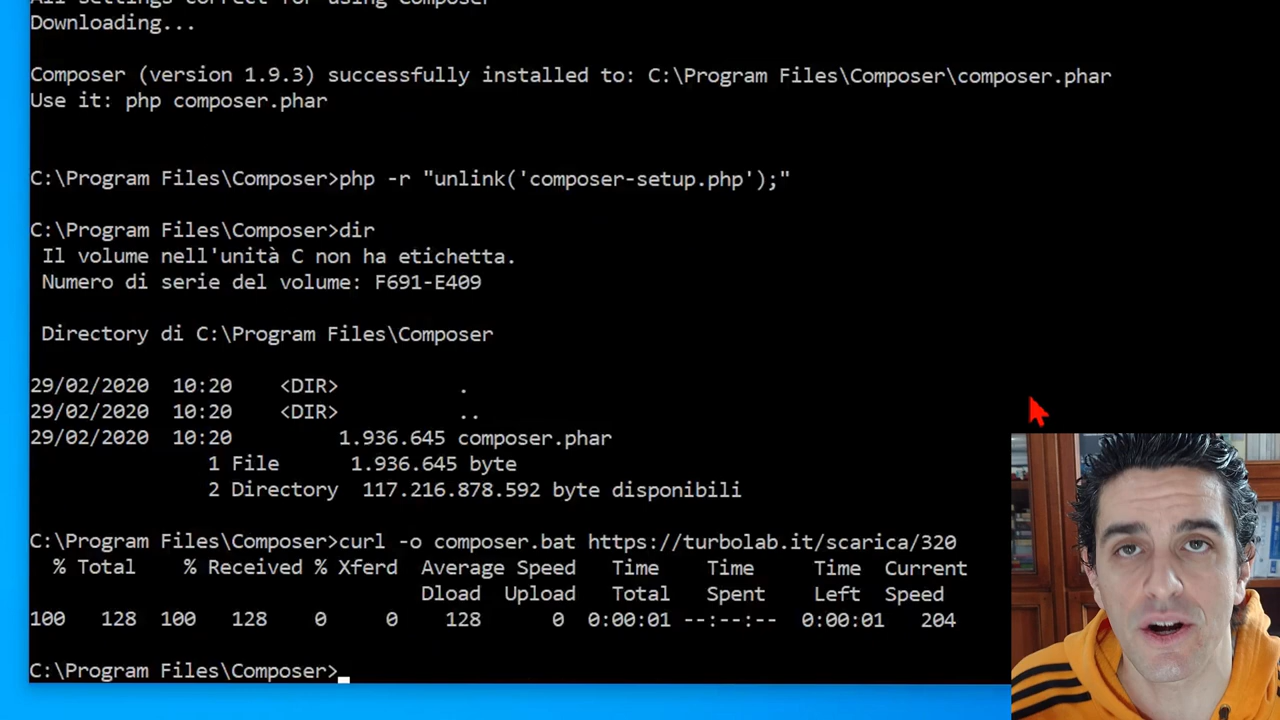 All settings correct for using Composer
Downloading...
Composer (version 1.9.3) successfully installed to: C:\Program Files\Composer\composer.phar
Use it: php composer.phar
C:\Program Files\Composer>php -r "unlink('composer-setup.php');"
C:\Program Files\Composer>dir
Il volume nell'unità C non ha etichetta.
Numero di serie del volume: F691-E409
Directory di C:\Program Files\Composer
29/02/2020 10:20 <DIR> .
29/02/2020 10:20 <DIR> ..
29/02/2020 10:20 1.936.645 composer.phar
1 File 1.936.645 byte
2 Directory 117.216.878.592 byte disponibili
C:\Program Files\Composer>curl -o composer.bat https://turbolab.it/scarica/320
% Total % Received % Xferd Average Speed Time Time Time Current
Dload Upload Total Spent Left Speed
100 128 100 128 0 0 128 0 0:00:01 --:--:-- 0:00:01 204
C:\Program Files\Composer>